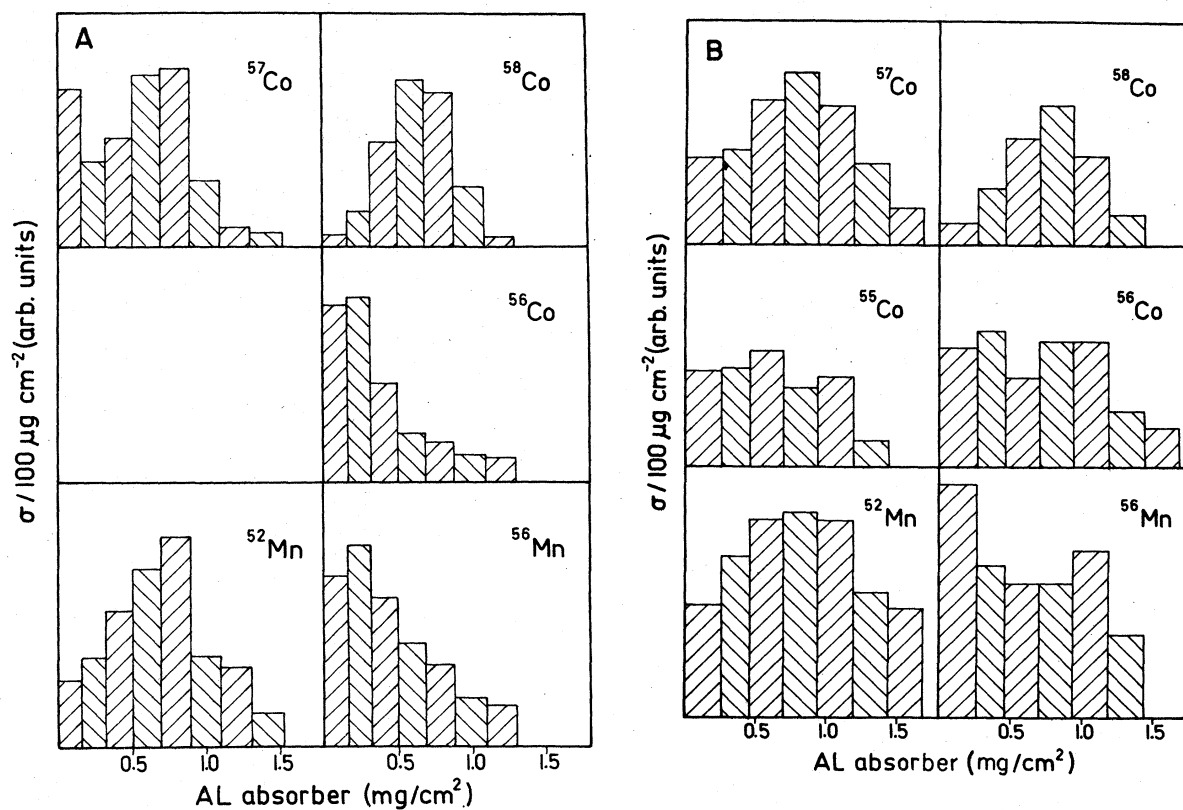 A
⁵⁷Co
⁵⁸Co
⁵⁶Co
⁵²Mn
⁵⁶Mn
σ/100 μg cm⁻²(arb. units)
0.5 1.0 1.5 0.5 1.0 1.5
AL absorber (mg/cm²)
B
⁵⁷Co
⁵⁸Co
⁵⁵Co
⁵⁶Co
⁵²Mn
⁵⁶Mn
σ/100 μg cm⁻²(arb. units)
0.5 1.0 1.5 0.5 1.0 1.5
AL absorber (mg/cm²)